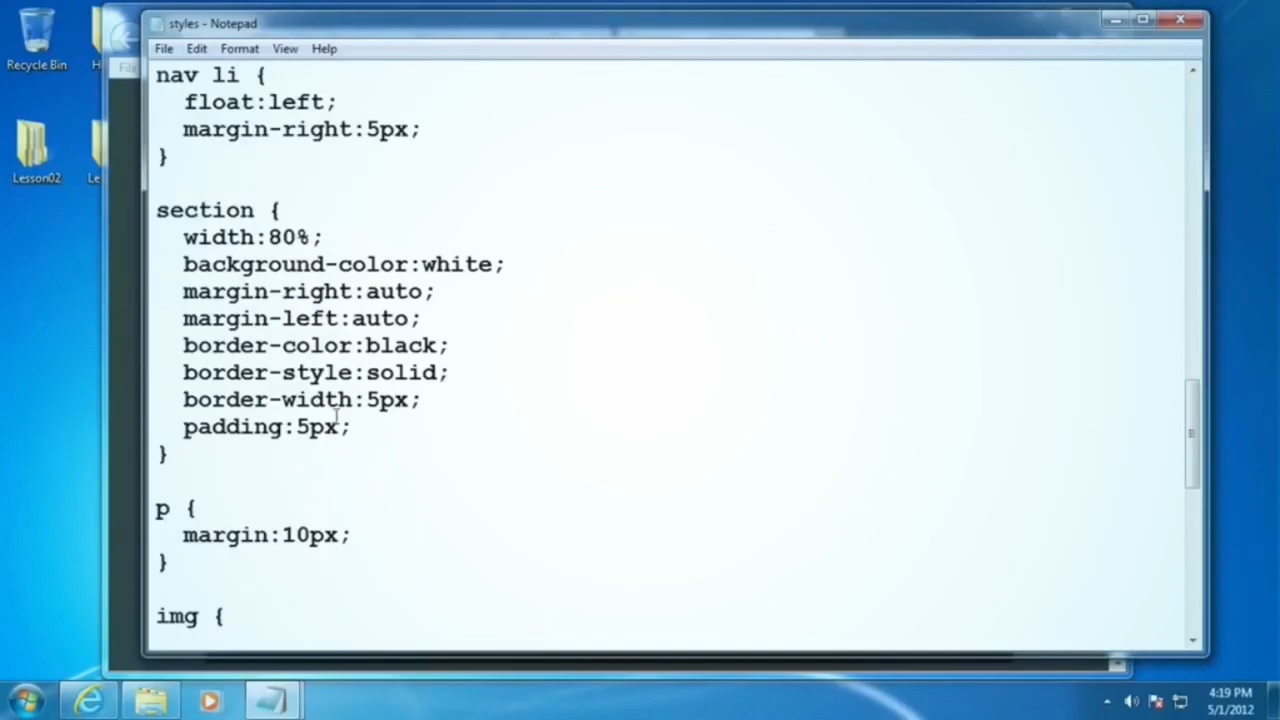 styles - Notepad
Recycle Bin
File Edit Format View Help
nav li {
float:left;
margin-right:5px;
}
Lesson02
section {
width:80%;
background-color:white;
margin-right:auto;
margin-left:auto;
border-color:black;
border-style:solid;
border-width:5px;
padding:5px;
}
p {
margin:10px;
}
img {
4:19 PM
5/1/2012